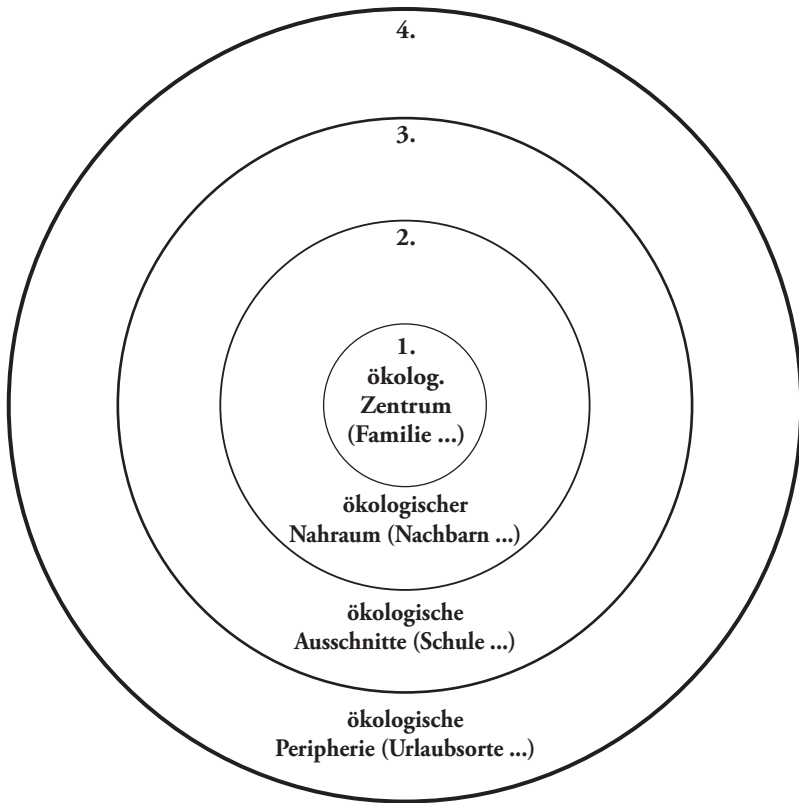 4.
3.
2.
1.
ökolog.
Zentrum
(Familie ...)
ökologischer
Nahraum (Nachbarn ...)
ökologische
Ausschnitte (Schule ...)
ökologische
Peripherie (Urlaubsorte ...)